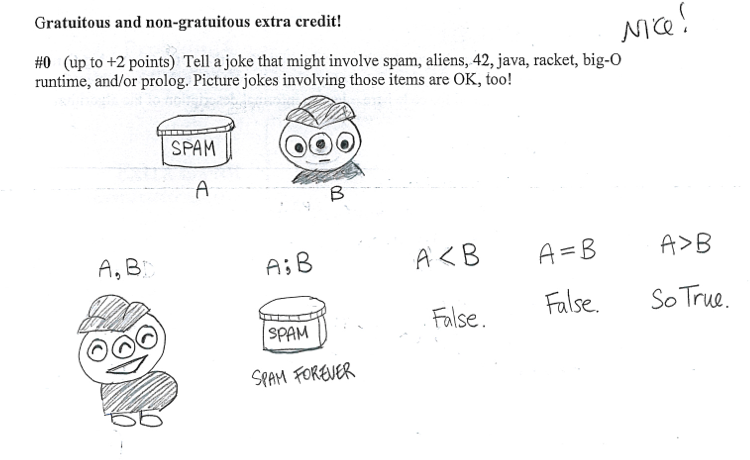 Gratuitous and non-gratuitous extra credit!
Nice!
#0 (up to +2 points) Tell a joke that might involve spam, aliens, 42, java, racket, big-O
runtime, and/or prolog. Picture jokes involving those items are OK, too!
SPAM
A
B
A, B
A; B
A < B
A = B
A > B
False.
False.
So True.
SPAM
SPAM FOREVER